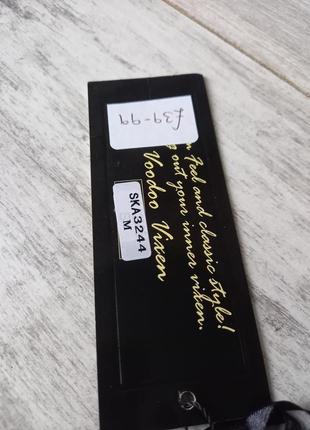 £39-99
Feel and classic style!
out your inner vixen.
Voodoo Vixen
SKA3244
M